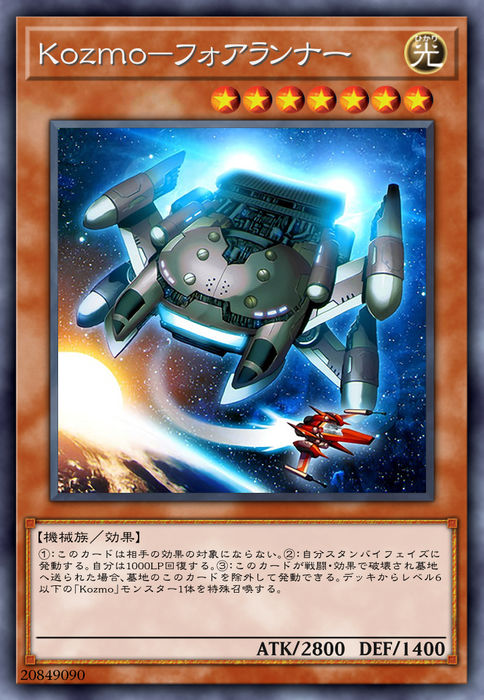 Kozmo－フォアランナー
ひかり
光
【機械族／効果】
①:このカードは相手の効果の対象にならない。②:自分スタンバイフェイズに
発動する。自分は1000LP回復する。③:このカードが戦闘・効果で破壊され墓地
へ送られた場合、墓地のこのカードを除外して発動できる。デッキからレベル6
以下の「Kozmo」モンスター1体を特殊召喚する。
ATK/2800 DEF/1400
20849090